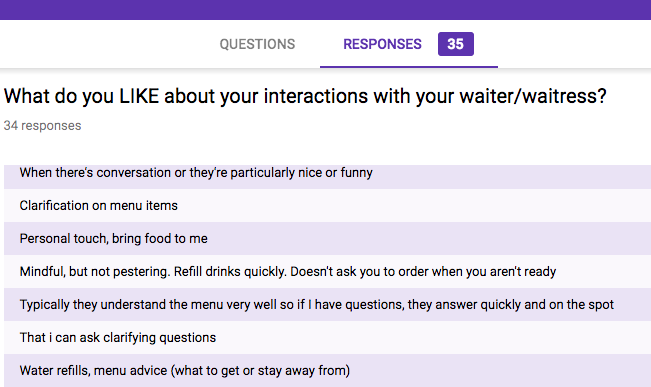 QUESTIONS
RESPONSES 35
What do you LIKE about your interactions with your waiter/waitress?
34 responses
When there's conversation or they're particularly nice or funny
Clarification on menu items
Personal touch, bring food to me
Mindful, but not pestering. Refill drinks quickly. Doesn't ask you to order when you aren't ready
Typically they understand the menu very well so if I have questions, they answer quickly and on the spot
That i can ask clarifying questions
Water refills, menu advice (what to get or stay away from)